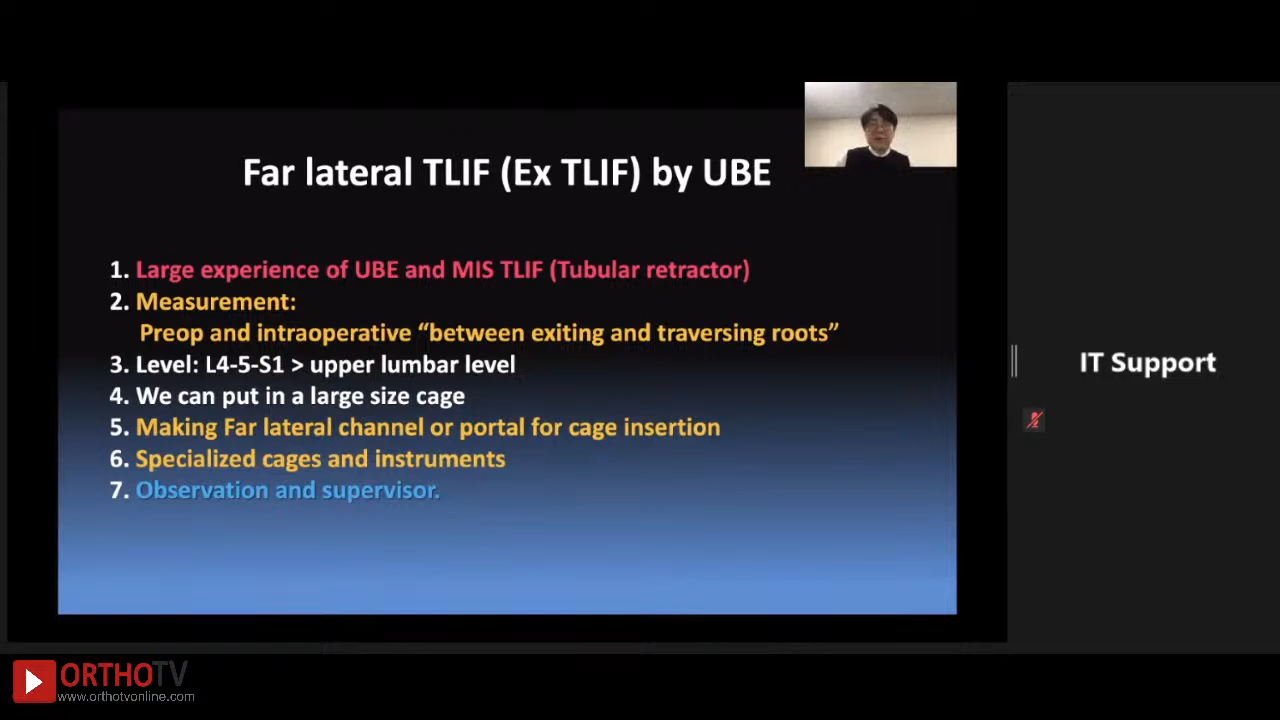 Far lateral TLIF (Ex TLIF) by UBE
1. Large experience of UBE and MIS TLIF (Tubular retractor)
2. Measurement:
Preop and intraoperative “between exiting and traversing roots”
3. Level: L4-5-S1 > upper lumbar level
4. We can put in a large size cage
5. Making Far lateral channel or portal for cage insertion
6. Specialized cages and instruments
7. Observation and supervisor.
IT Support
ORTHOTV
www.orthotvonline.com